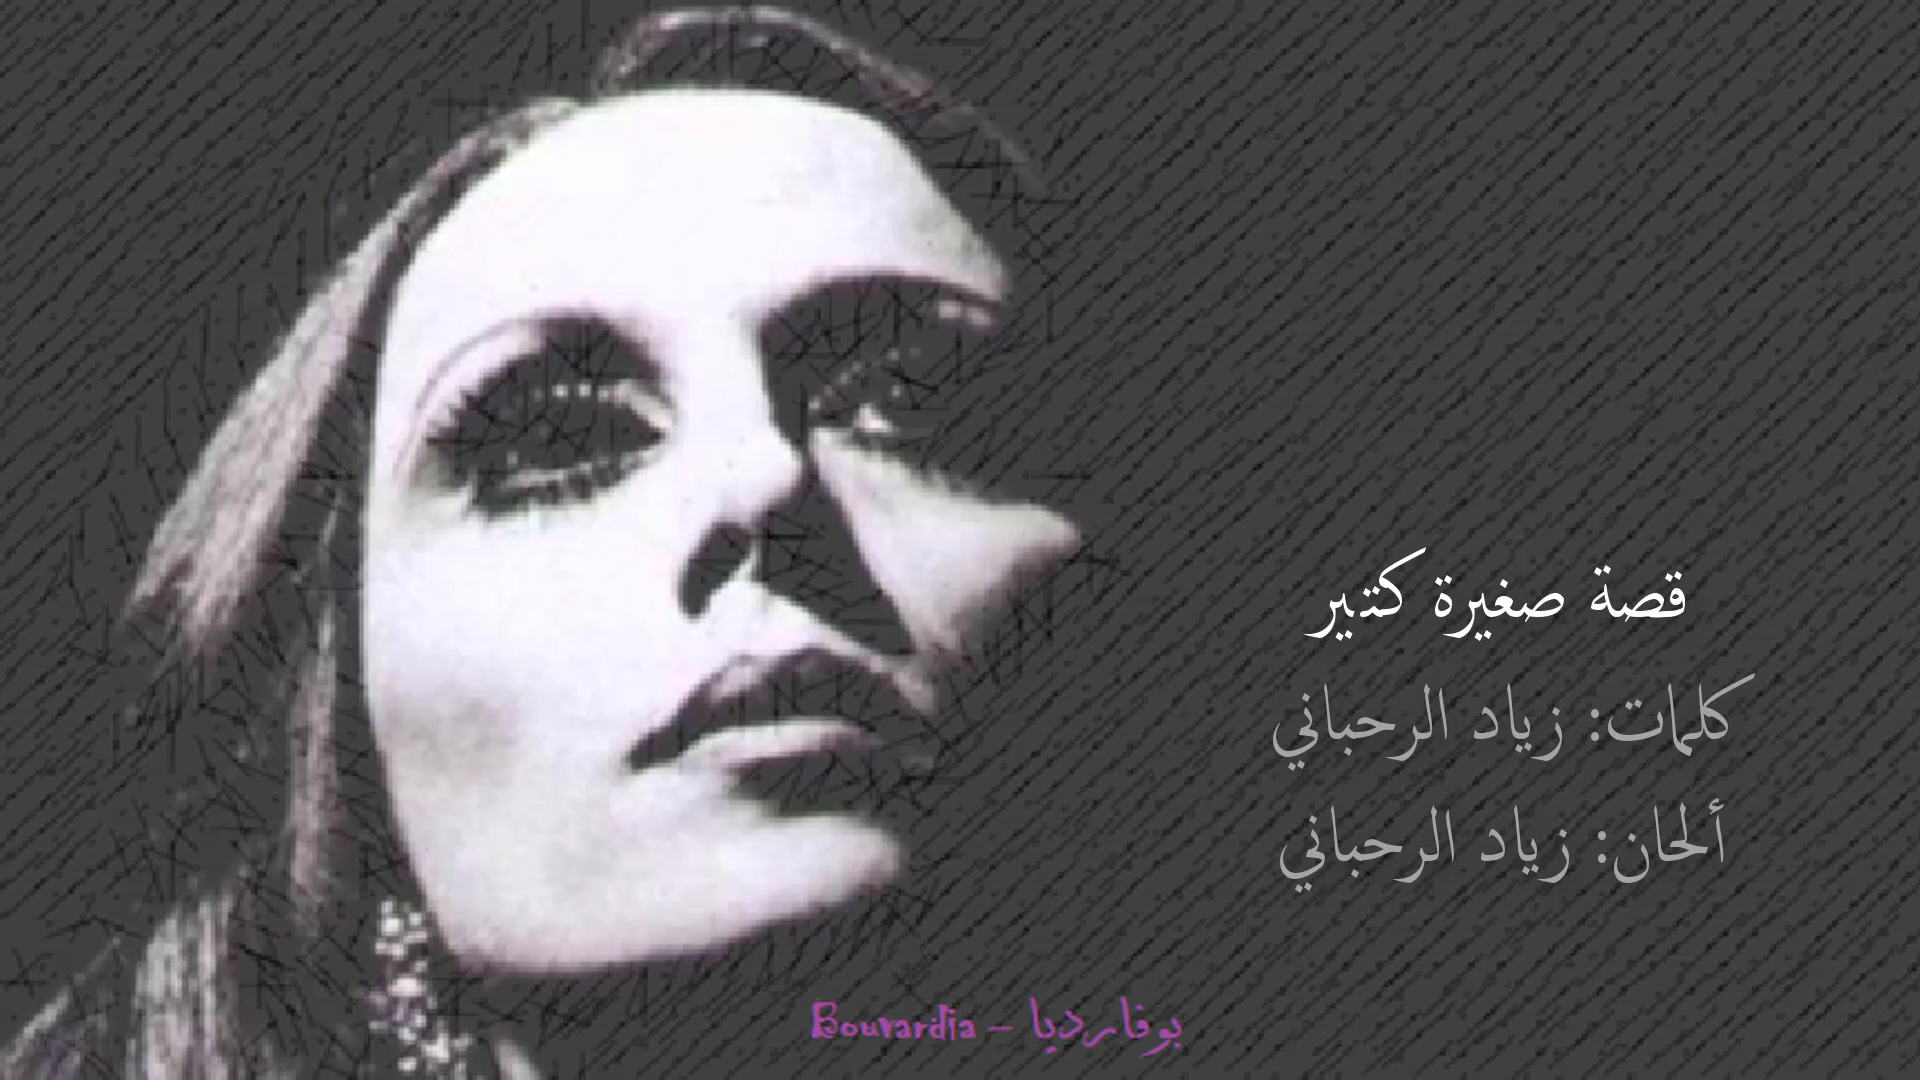 قصة صغيرة كتير
كلمات: زياد الرحباني
ألحان: زياد الرحباني
Bouvardia – بوفارديا